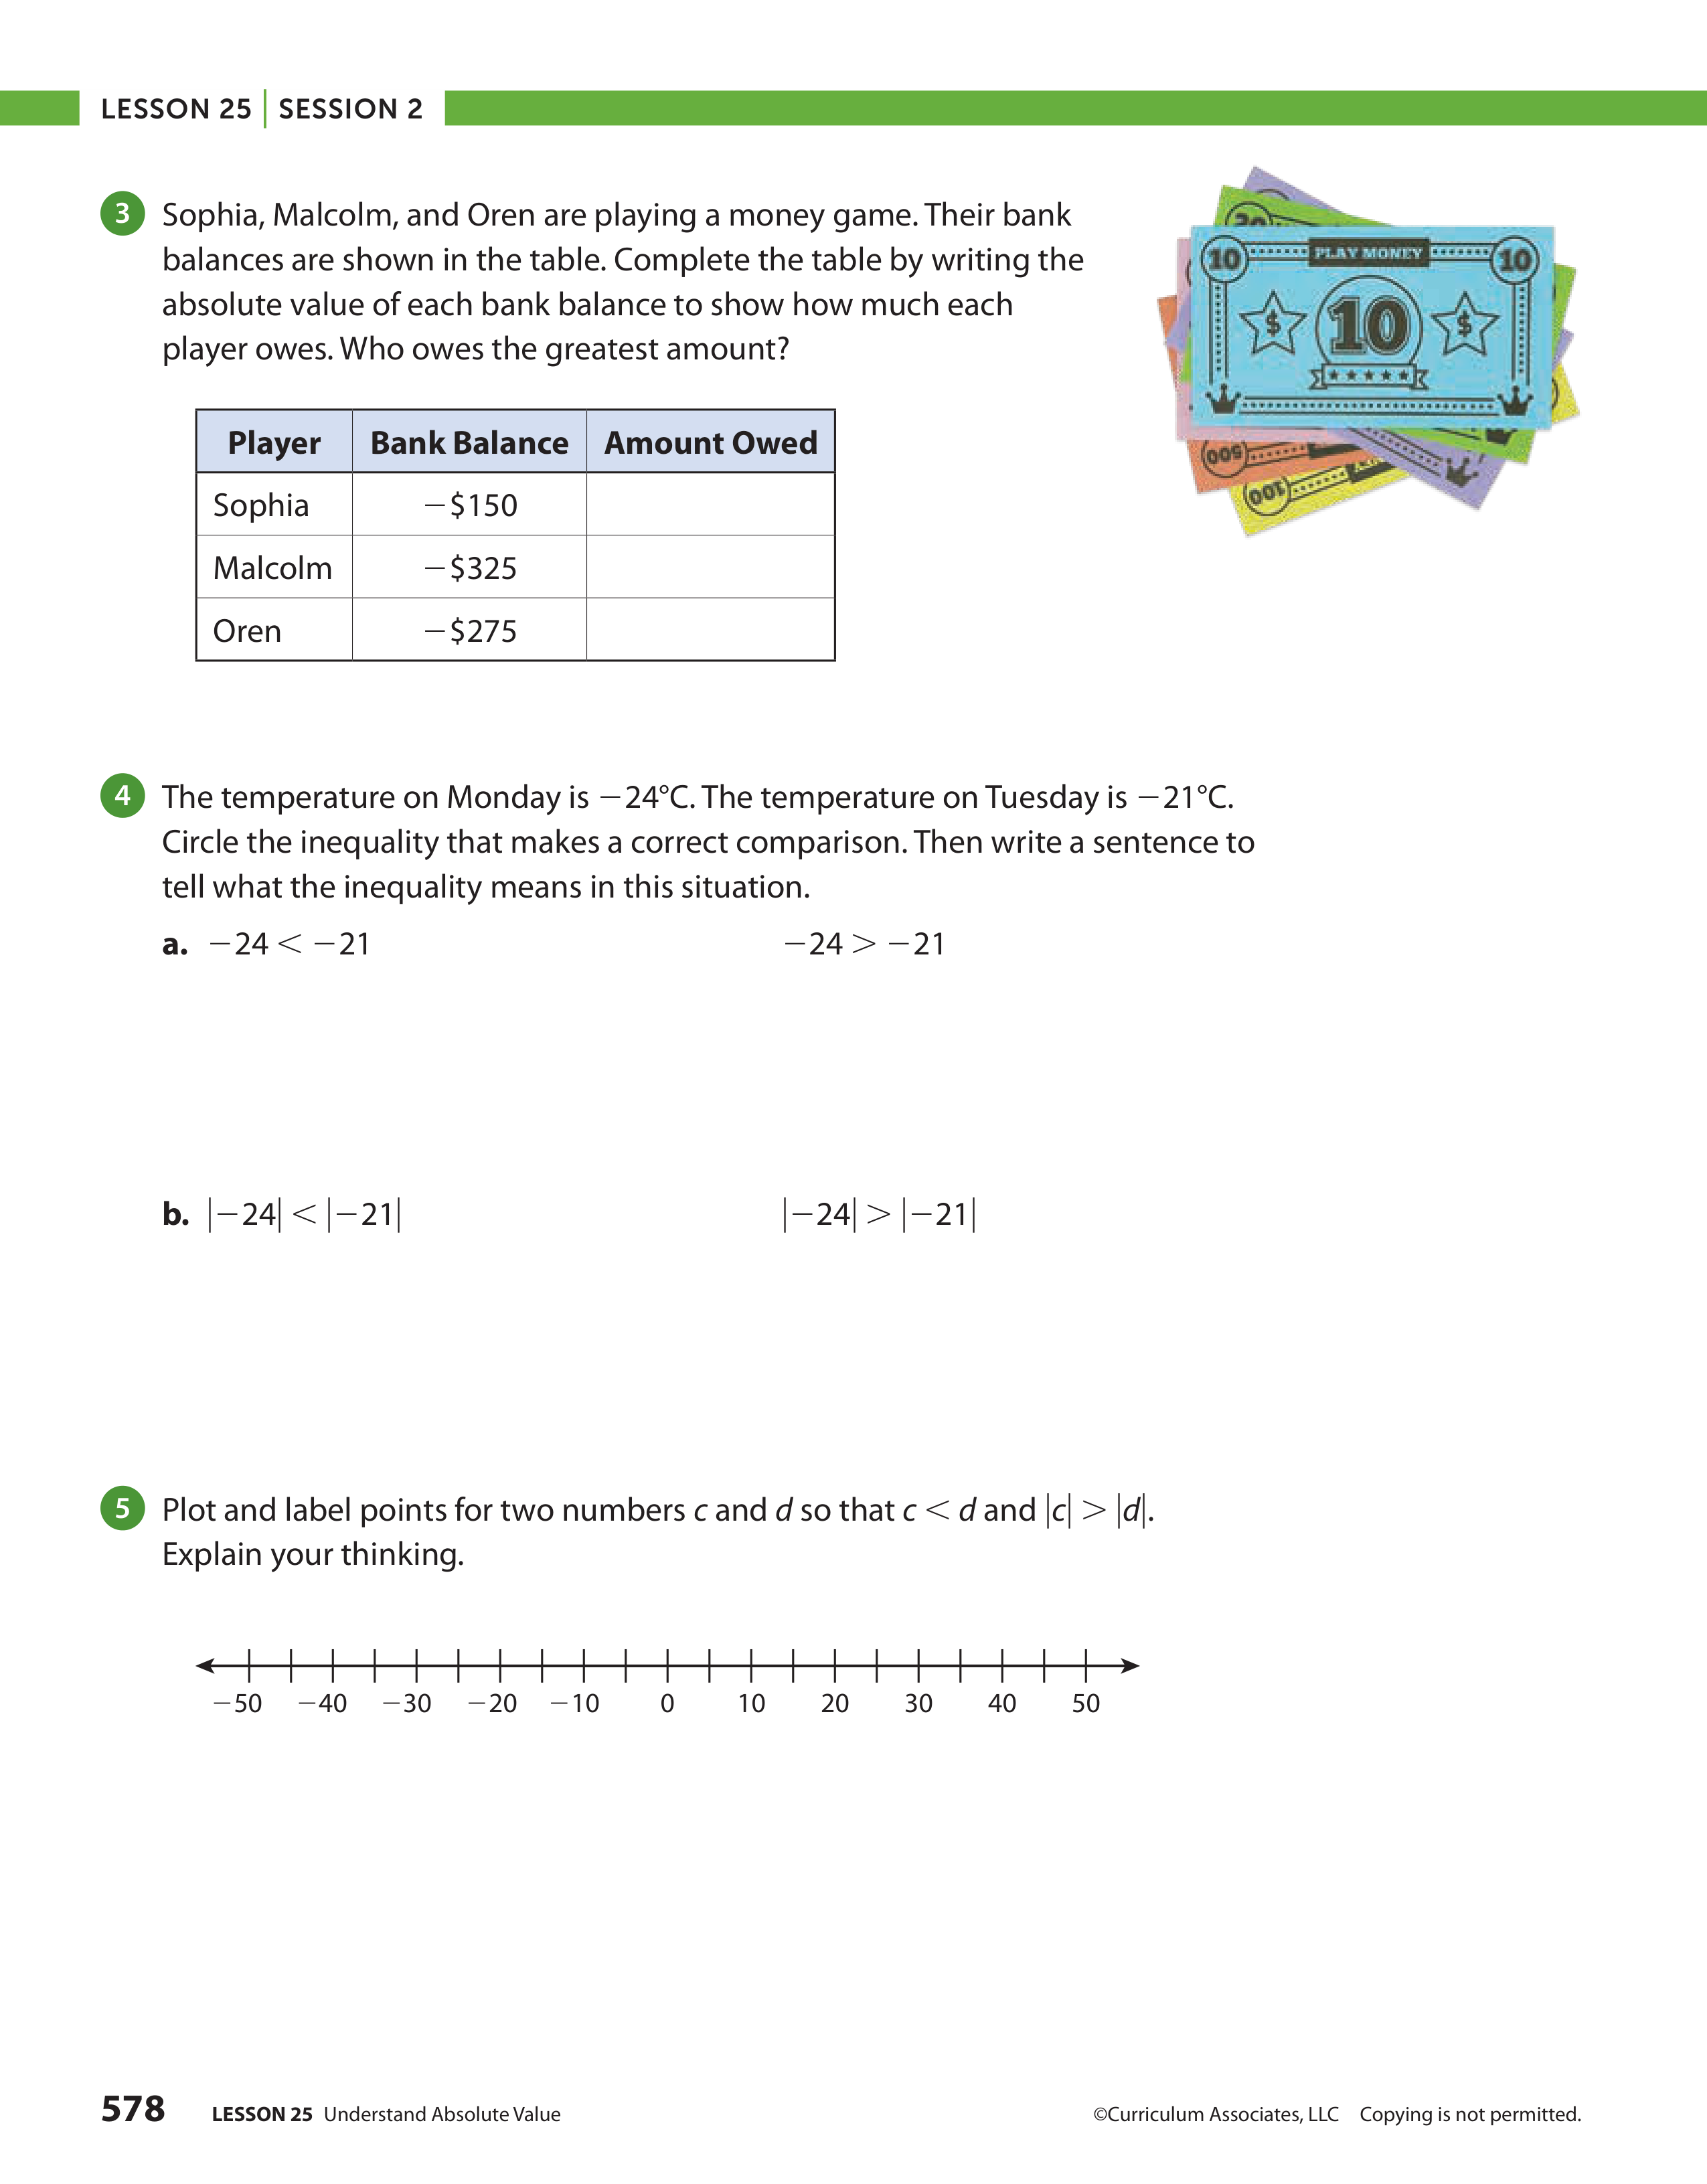 LESSON 25 | SESSION 2
3 Sophia, Malcolm, and Oren are playing a money game. Their bank
balances are shown in the table. Complete the table by writing the
absolute value of each bank balance to show how much each
player owes. Who owes the greatest amount?
20
10 PLAY MONEY 10
$ 10 $
500
100
Player Bank Balance Amount Owed
Sophia −$150
Malcolm −$325
Oren −$275
4 The temperature on Monday is −24°C. The temperature on Tuesday is −21°C.
Circle the inequality that makes a correct comparison. Then write a sentence to
tell what the inequality means in this situation.
a. −24 < −21 −24 > −21
b. |−24| < |−21| |−24| > |−21|
5 Plot and label points for two numbers c and d so that c < d and |c| > |d|.
Explain your thinking.
−50 −40 −30 −20 −10 0 10 20 30 40 50
578 LESSON 25 Understand Absolute Value ©Curriculum Associates, LLC Copying is not permitted.